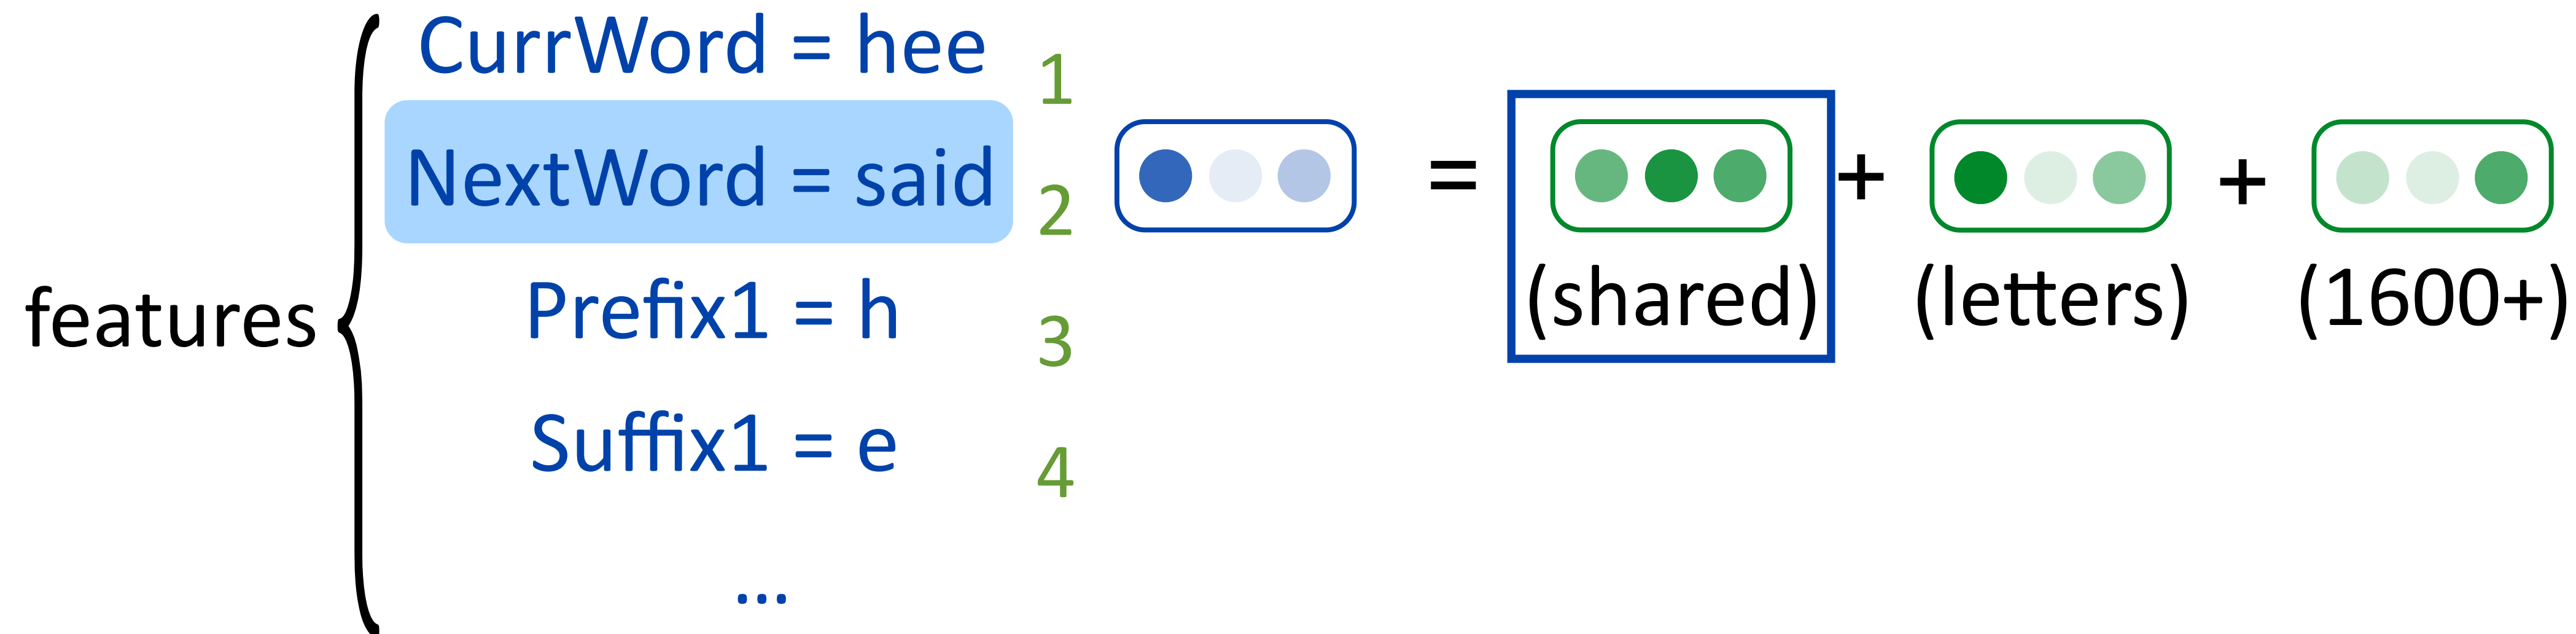 CurrWord = hee
1
NextWord = said
2
= + +
features
Prefix1 = h
3
(shared) (letters) (1600+)
Suffix1 = e
4
...